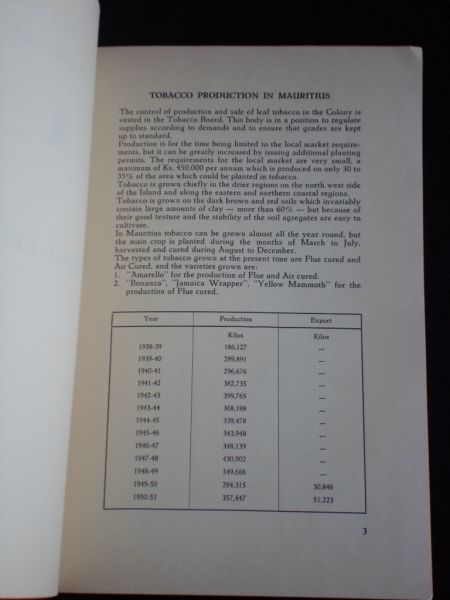 TOBACCO PRODUCTION IN MAURITIUS
The control of production and sale of leaf tobacco in the Colony is
vested in the Tobacco Board. This body is in a position to regulate
supplies according to demands and to ensure that grades are kept
up to standard.
Production is for the time being limited to the local market require-
ments, but it can be greatly increased by issuing additional planting
permits. The requirements for the local market are very small, a
maximum of Ks. 450.000 per annum which is produced on only 30 to
35% of the area which could be planted in tobacco.
Tobacco is grown chiefly in the drier regions on the north west side
of the Island and along the eastern and northern coastal regions.
Tobacco is grown on the dark brown and red soils which invariably
contain large amounts of clay — more than 60% — but because of
their good texture and the stability of the soil agregates are easy to
cultivate.
In Mauritius tobacco can be grown almost all the year round, but
the main crop is planted during the months of March to July,
harvested and cured during August to December.
The types of tobacco grown at the present time are Flue cured and
Air Cured, and the varieties grown are:
1. "Amarello" for the production of Flue and Air cured.
2. "Bonanza", "Jamaica Wrapper", "Yellow Mammoth" for the
production of Flue cured.
Year Production Export
Kilos Kilos
1938-39 186,127 —
1939-40 289,891 —
1940-41 296,676 —
1941-42 382,735 —
1942-43 399,765 —
1943-44 368,188 —
1944-45 339,478 —
1945-46 343,948 —
1946-47 348,139 —
1947-48 430,902 —
1948-49 349,686 —
1949-50 284,315 30,846
1950-51 357,447 51,223
3